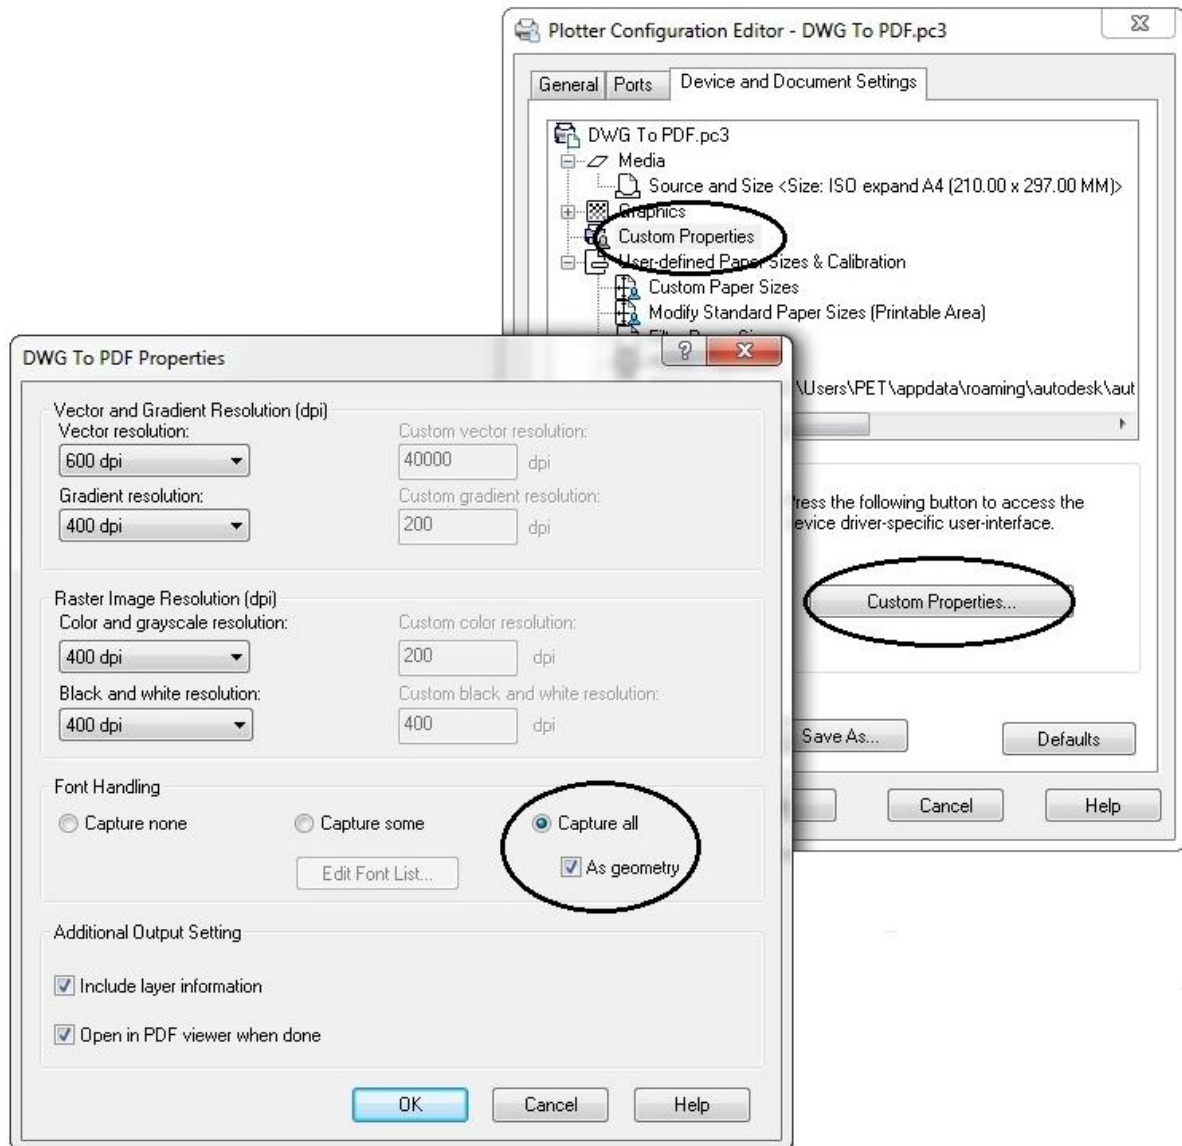 Plotter Configuration Editor - DWG To PDF.pc3
General Ports Device and Document Settings
DWG To PDF.pc3
Media
Source and Size <Size: ISO expand A4 (210.00 x 297.00 MM)>
Graphics
Custom Properties
User-defined Paper Sizes & Calibration
Custom Paper Sizes
Modify Standard Paper Sizes (Printable Area)
\Users\PET\appdata\roaming\autodesk\aut
ress the following button to access the
evice driver-specific user-interface.
Custom Properties...
Save As... Defaults
Cancel Help
DWG To PDF Properties
Vector and Gradient Resolution (dpi)
Vector resolution: Custom vector resolution:
600 dpi 40000 dpi
Gradient resolution: Custom gradient resolution:
400 dpi 200 dpi
Raster Image Resolution (dpi)
Color and grayscale resolution: Custom color resolution:
400 dpi 200 dpi
Black and white resolution: Custom black and white resolution:
400 dpi 400 dpi
Font Handling
Capture none Capture some Capture all
Edit Font List... As geometry
Additional Output Setting
Include layer information
Open in PDF viewer when done
OK Cancel Help